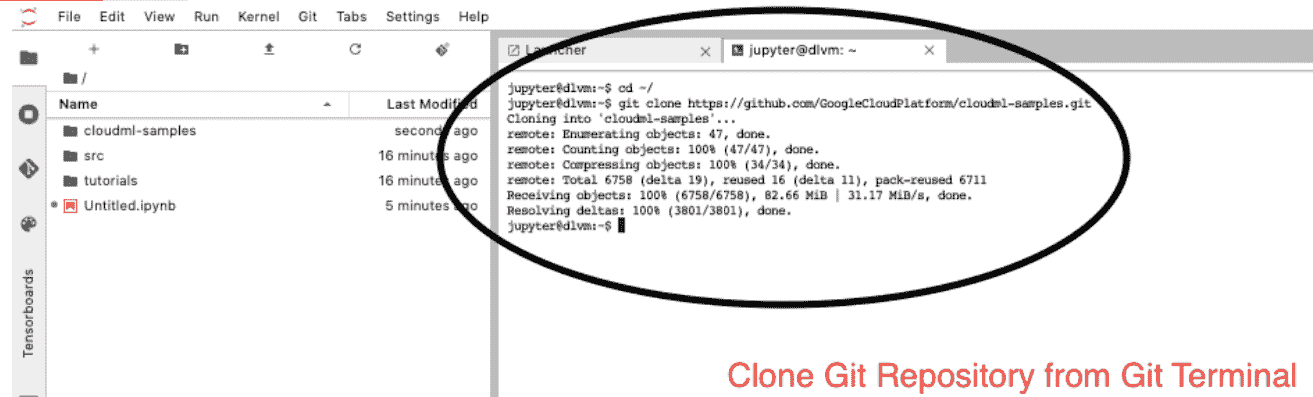 File Edit View Run Kernel Git Tabs Settings Help
Launcher jupyter@dlvm: ~
/
Name Last Modified
cloudml-samples seconds ago
src 16 minutes ago
tutorials 16 minutes ago
Untitled.ipynb 5 minutes ago
Tensorboards
jupyter@dlvm:~$ cd ~/
jupyter@dlvm:~$ git clone https://github.com/GoogleCloudPlatform/cloudml-samples.git
Cloning into 'cloudml-samples'...
remote: Enumerating objects: 47, done.
remote: Counting objects: 100% (47/47), done.
remote: Compressing objects: 100% (34/34), done.
remote: Total 6758 (delta 19), reused 16 (delta 11), pack-reused 6711
Receiving objects: 100% (6758/6758), 82.66 MiB | 31.17 MiB/s, done.
Resolving deltas: 100% (3801/3801), done.
jupyter@dlvm:~$
Clone Git Repository from Git Terminal